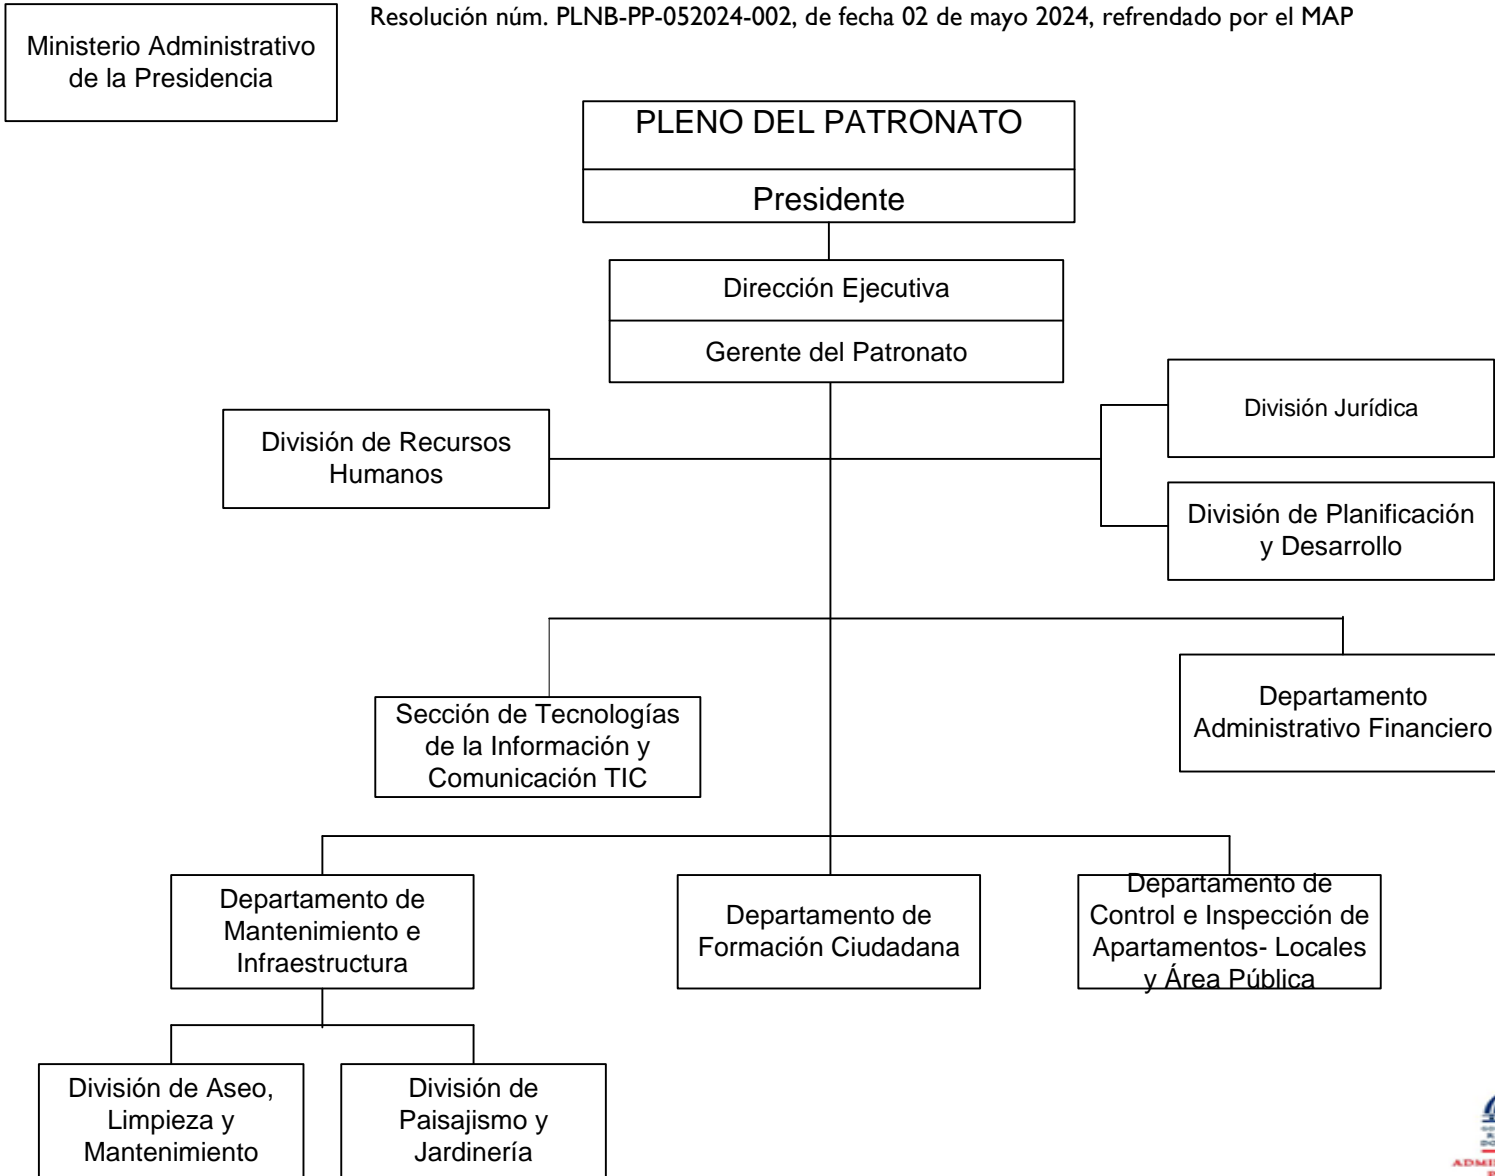 Resolución núm. PLNB-PP-052024-002, de fecha 02 de mayo 2024, refrendado por el MAP
Ministerio Administrativo
de la Presidencia
PLENO DEL PATRONATO
Presidente
Dirección Ejecutiva
Gerente del Patronato
División de Recursos
Humanos
División Jurídica
División de Planificación
y Desarrollo
Sección de Tecnologías
de la Información y
Comunicación TIC
Departamento
Administrativo Financiero
Departamento de
Mantenimiento e
Infraestructura
Departamento de
Formación Ciudadana
Departamento de
Control e Inspección de
Apartamentos- Locales
y Área Pública
División de Aseo,
Limpieza y
Mantenimiento
División de
Paisajismo y
Jardinería